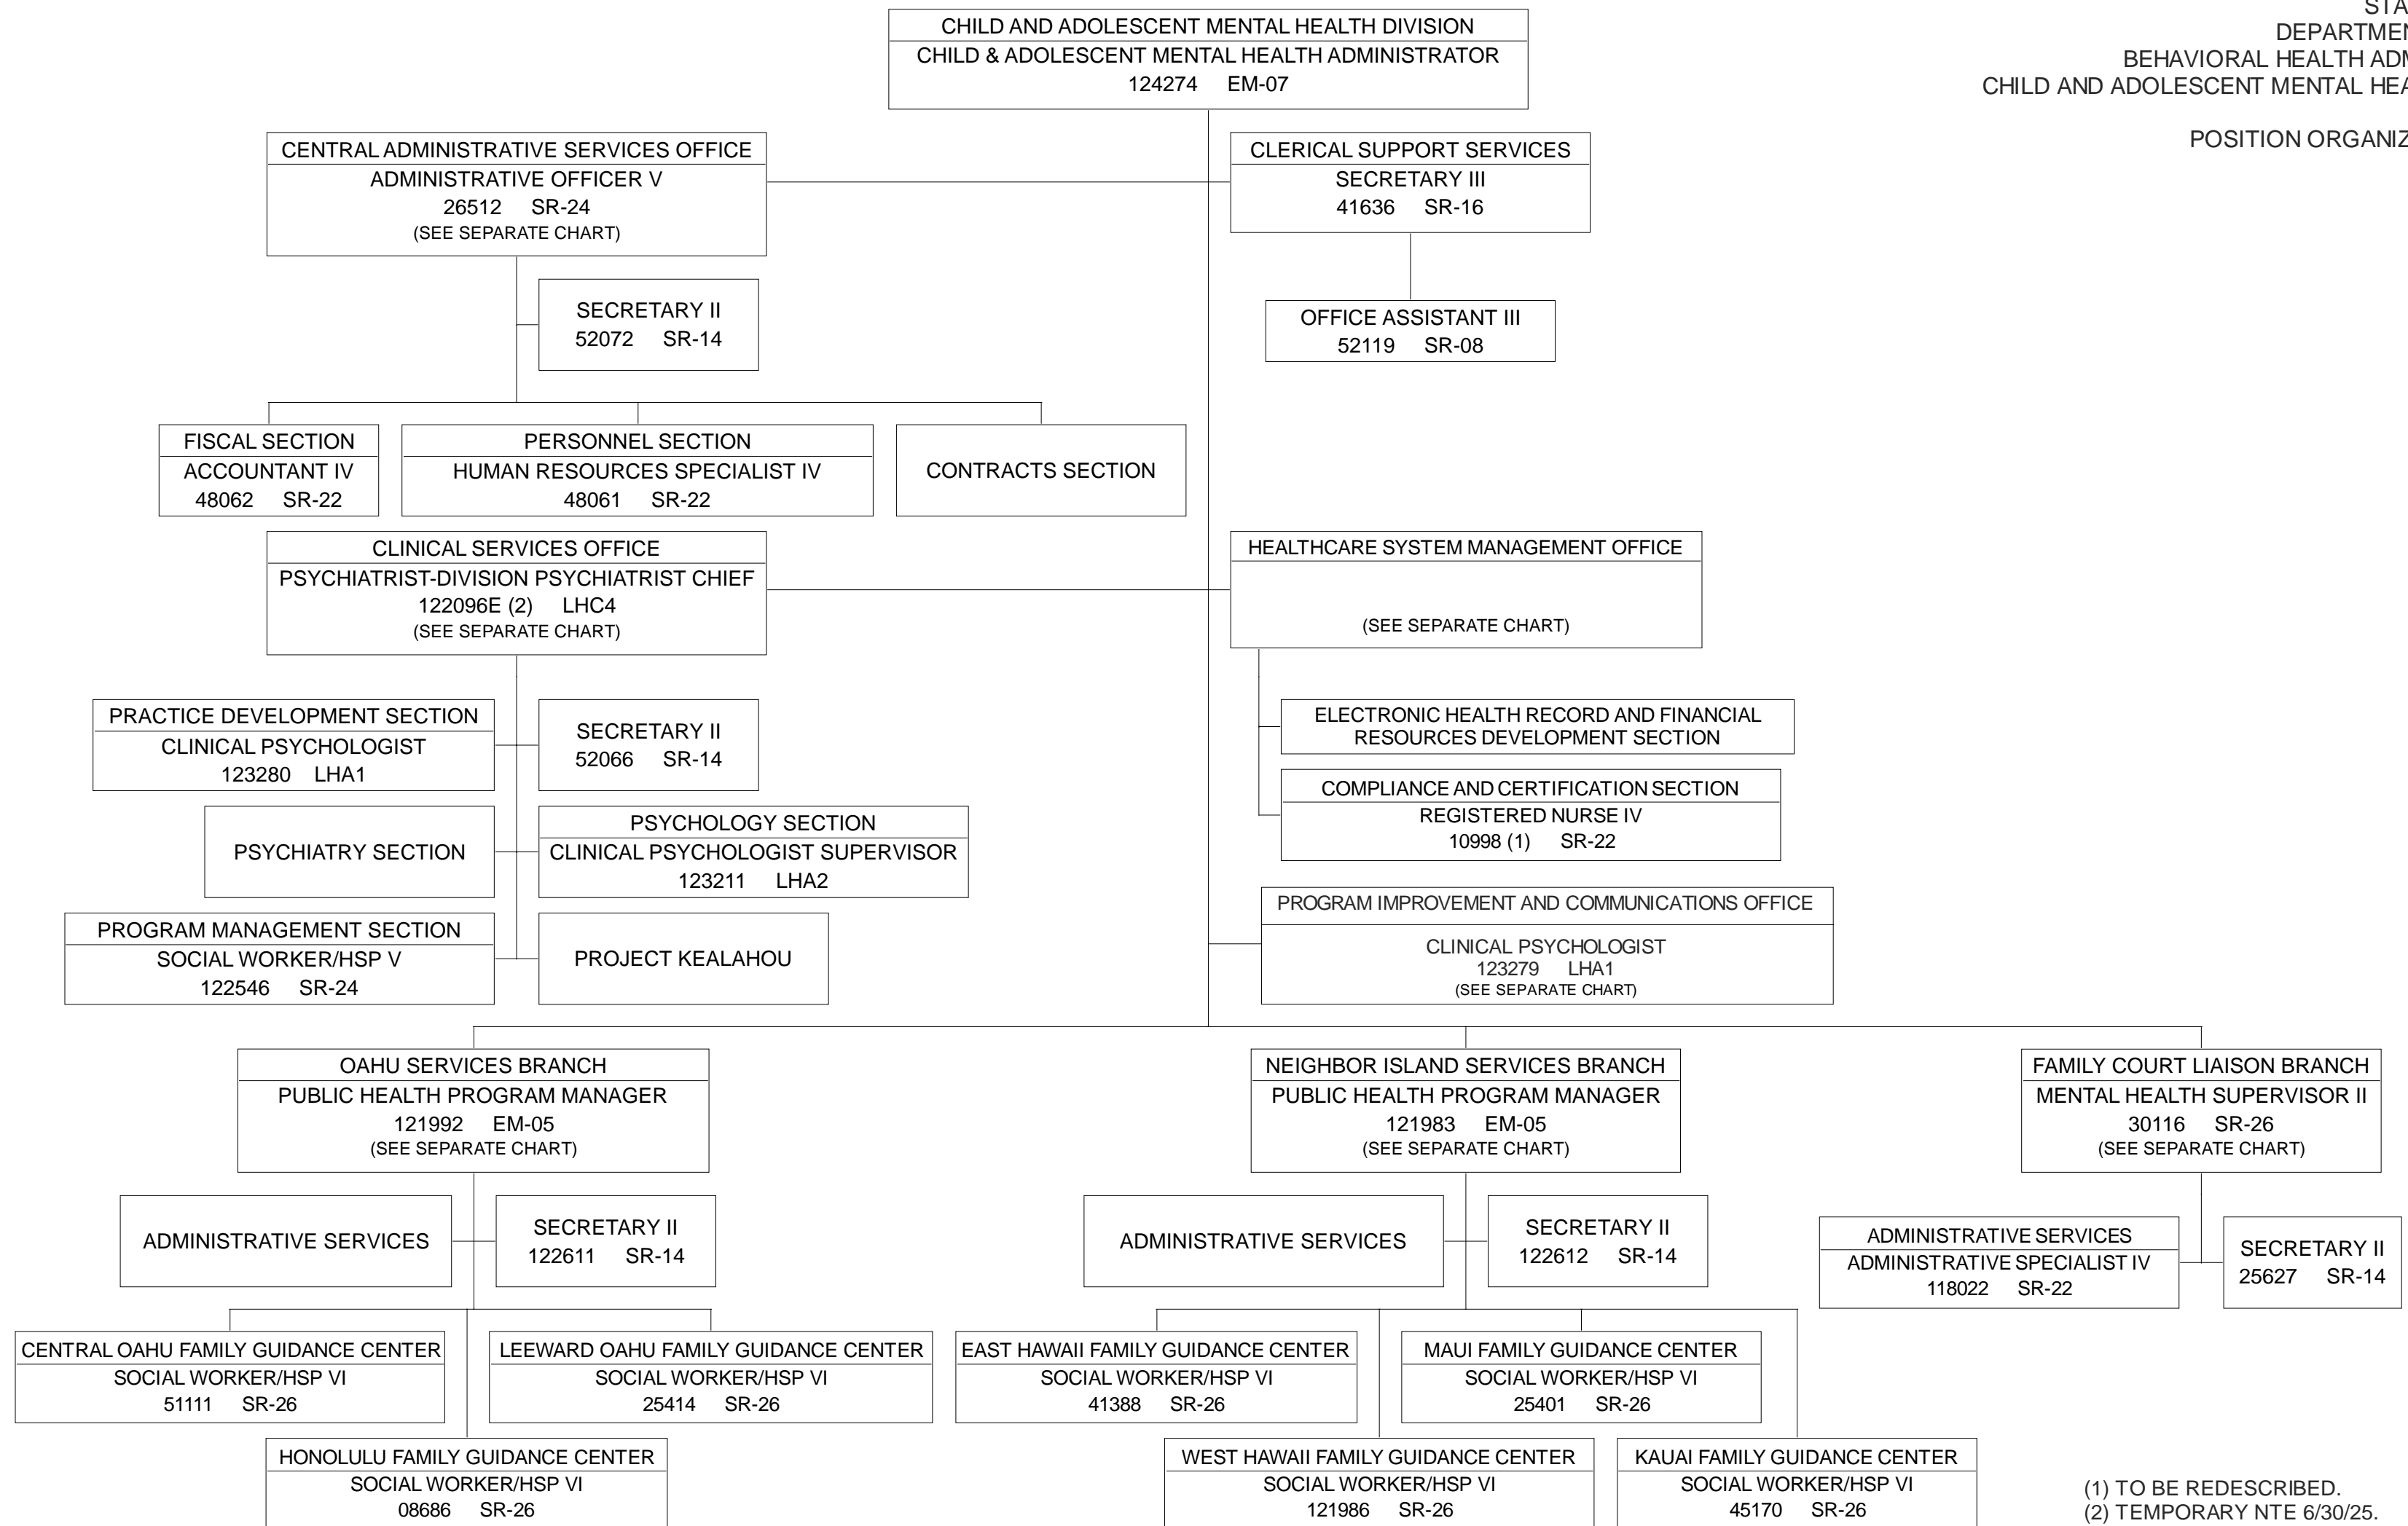 CHILD AND ADOLESCENT MENTAL HEALTH DIVISION
CHILD & ADOLESCENT MENTAL HEALTH ADMINISTRATOR
124274 EM-07
BEHAVIORAL HEALTH
CHILD AND ADOLESCENT MENTAL
POSITION
CENTRAL ADMINISTRATIVE SERVICES OFFICE
ADMINISTRATIVE OFFICER V
26512 SR-24
(SEE SEPARATE CHART)
CLERICAL SUPPORT SERVICES
SECRETARY III
41636 SR-16
SECRETARY II
52072 SR-14
OFFICE ASSISTANT III
52119 SR-08
FISCAL SECTION
ACCOUNTANT IV
48062 SR-22
PERSONNEL SECTION
HUMAN RESOURCES SPECIALIST IV
48061 SR-22
CONTRACTS SECTION
CLINICAL SERVICES OFFICE
PSYCHIATRIST-DIVISION PSYCHIATRIST CHIEF
122096E (2) LHC4
(SEE SEPARATE CHART)
HEALTHCARE SYSTEM MANAGEMENT OFFICE
(SEE SEPARATE CHART)
PRACTICE DEVELOPMENT SECTION
CLINICAL PSYCHOLOGIST
123280 LHA1
SECRETARY II
52066 SR-14
ELECTRONIC HEALTH RECORD AND FINANCIAL
RESOURCES DEVELOPMENT SECTION
COMPLIANCE AND CERTIFICATION SECTION
REGISTERED NURSE IV
10998 (1) SR-22
PSYCHIATRY SECTION
PSYCHOLOGY SECTION
CLINICAL PSYCHOLOGIST SUPERVISOR
123211 LHA2
PROGRAM MANAGEMENT SECTION
SOCIAL WORKER/HSP V
122546 SR-24
PROJECT KEALAHOU
PROGRAM IMPROVEMENT AND COMMUNICATIONS OFFICE
CLINICAL PSYCHOLOGIST
123279 LHA1
(SEE SEPARATE CHART)
OAHU SERVICES BRANCH
PUBLIC HEALTH PROGRAM MANAGER
121992 EM-05
(SEE SEPARATE CHART)
NEIGHBOR ISLAND SERVICES BRANCH
PUBLIC HEALTH PROGRAM MANAGER
121983 EM-05
(SEE SEPARATE CHART)
FAMILY COURT LIAISON BRANCH
MENTAL HEALTH SUPERVISOR II
30116 SR-26
(SEE SEPARATE CHART)
ADMINISTRATIVE SERVICES
SECRETARY II
122611 SR-14
ADMINISTRATIVE SERVICES
SECRETARY II
122612 SR-14
ADMINISTRATIVE SERVICES
ADMINISTRATIVE SPECIALIST IV
118022 SR-22
SECRETARY II
25627 SR-14
CENTRAL OAHU FAMILY GUIDANCE CENTER
SOCIAL WORKER/HSP VI
51111 SR-26
LEEWARD OAHU FAMILY GUIDANCE CENTER
SOCIAL WORKER/HSP VI
25414 SR-26
EAST HAWAII FAMILY GUIDANCE CENTER
SOCIAL WORKER/HSP VI
41388 SR-26
MAUI FAMILY GUIDANCE CENTER
SOCIAL WORKER/HSP VI
25401 SR-26
HONOLULU FAMILY GUIDANCE CENTER
SOCIAL WORKER/HSP VI
08686 SR-26
WEST HAWAII FAMILY GUIDANCE CENTER
SOCIAL WORKER/HSP VI
121986 SR-26
KAUAI FAMILY GUIDANCE CENTER
SOCIAL WORKER/HSP VI
45170 SR-26
(1) TO BE REDESCRIBED.
(2) TEMPORARY NTE 6/30/25.